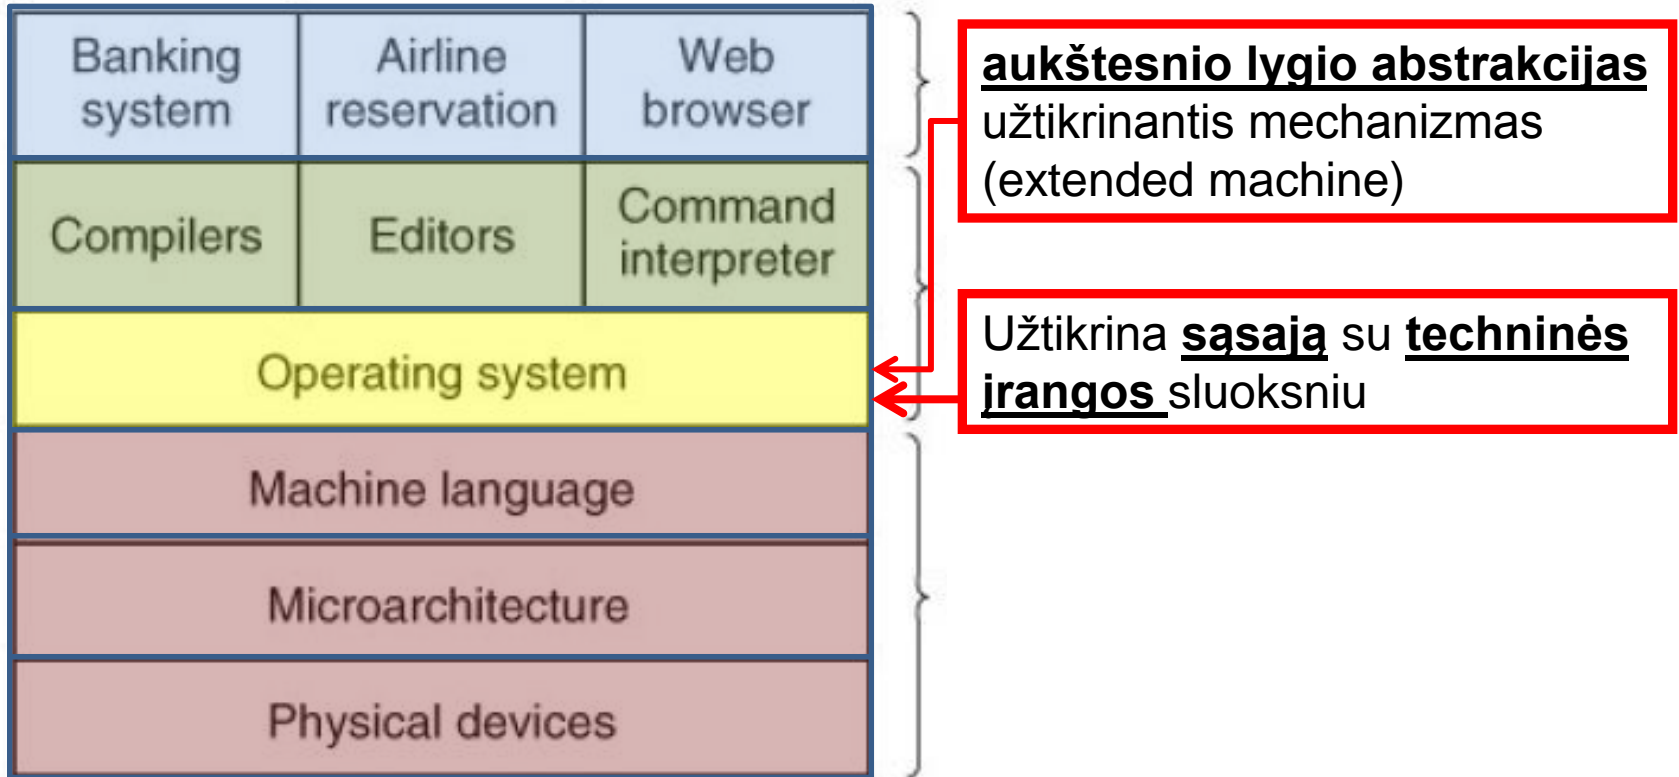 Banking
system
Airline
reservation
Web
browser
Compilers
Editors
Command
interpreter
Operating system
Machine language
Microarchitecture
Physical devices
aukštesnio lygio abstrakcijas
užtikrinantis mechanizmas
(extended machine)
Užtikrina sąsają su techninės
įrangos sluoksniu